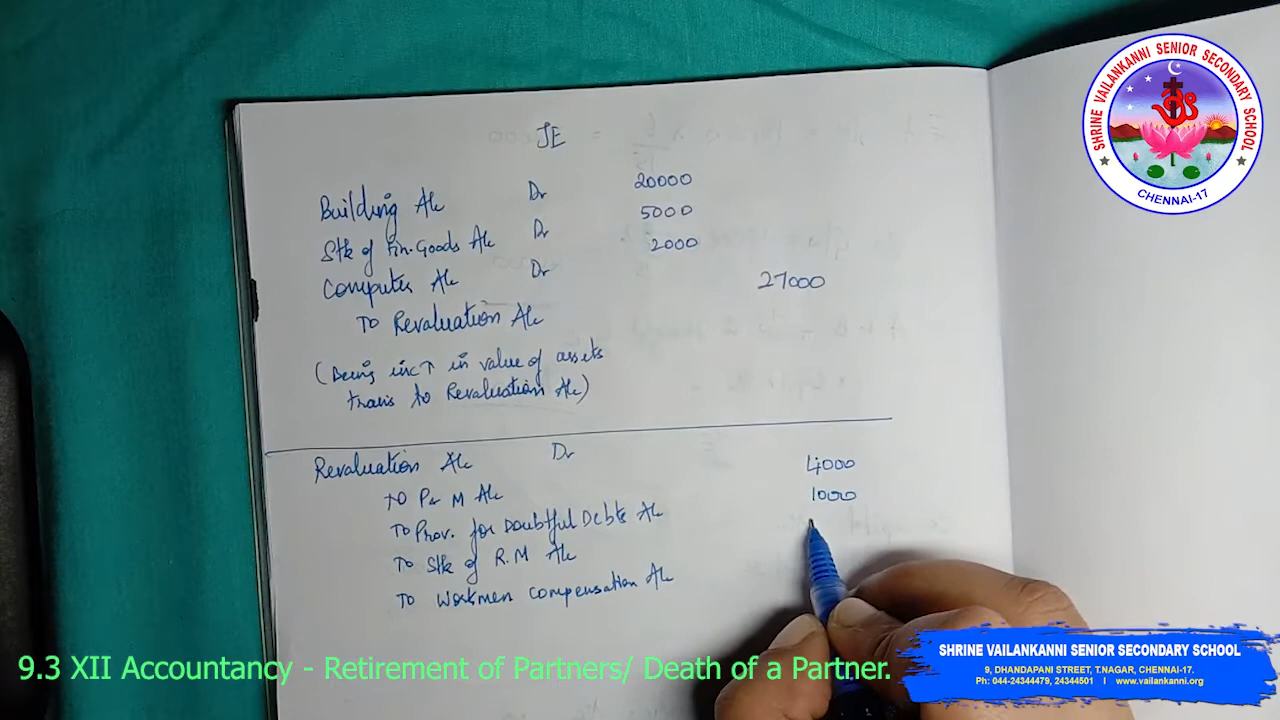 JE
Building A/c Dr 20000
Stk of Fin. Goods A/c Dr 5000
Computer A/c Dr 2000
To Revaluation A/c 27000
(Being inc↑ in value of assets
trans to Revaluation A/c)
Revaluation A/c Dr
To P & M A/c 4000
To Prov. for Doubtful Debts A/c 1000
To Stk of R.M A/c
To Workmen compensation A/c
SHRINE VAILANKANNI SENIOR SECONDARY SCHOOL
CHENNAI-17
9.3 XII Accountancy - Retirement of Partners/ Death of a Partner.
SHRINE VAILANKANNI SENIOR SECONDARY SCHOOL
9, DHANDAPANI STREET, T.NAGAR, CHENNAI-17.
Ph: 044-24344479, 24344501 I www.vailankanni.org